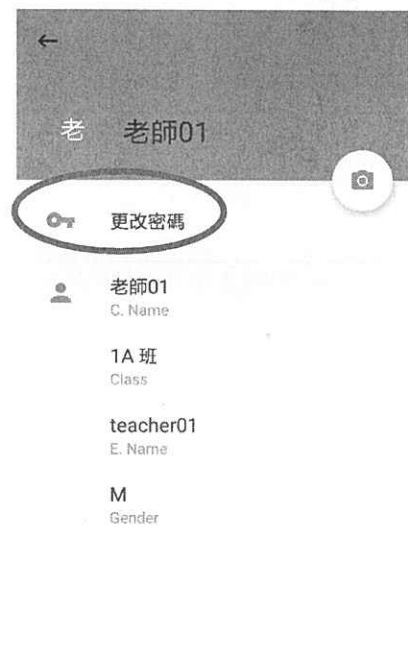 老 老師01
更改密碼
老師01
C. Name
1A 班
Class
teacher01
E. Name
M
Gender